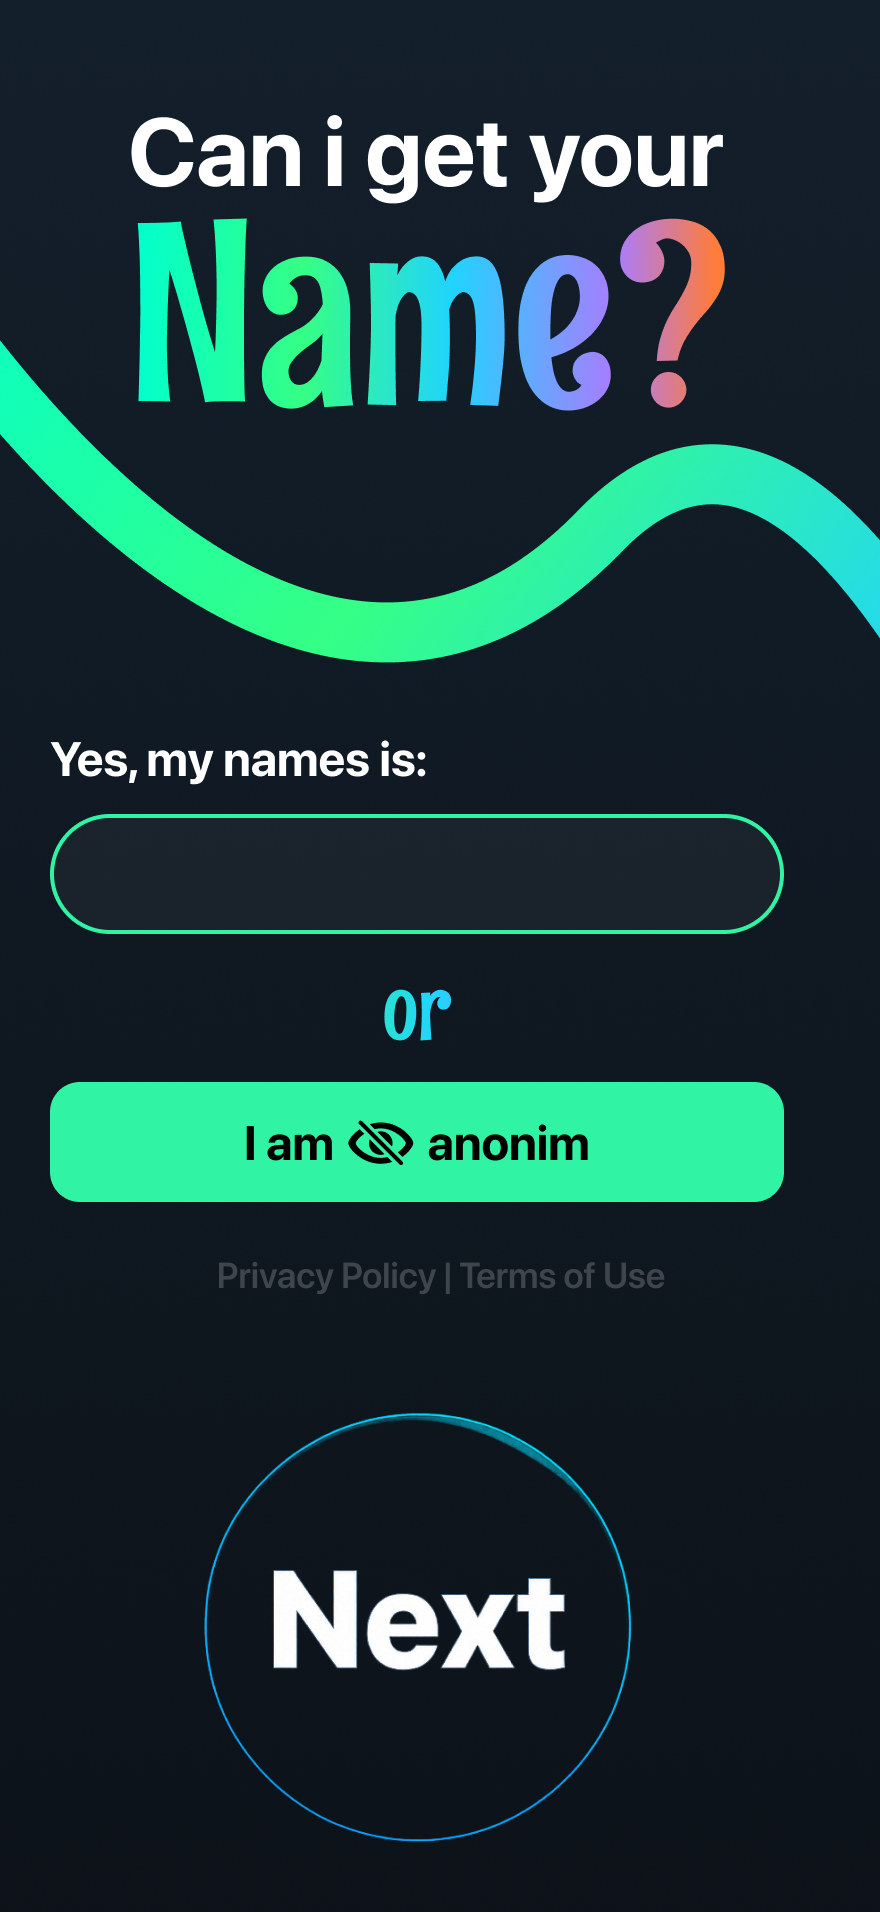 Can i get your
Name?
Yes, my names is:
or
I am anonim
Privacy Policy | Terms of Use
Next